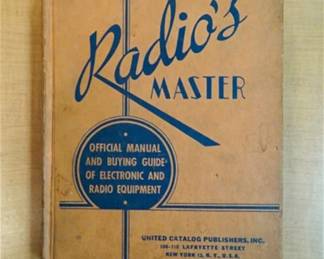 Radio's
MASTER
OFFICIAL MANUAL
AND BUYING GUIDE
OF ELECTRONIC AND
RADIO EQUIPMENT
UNITED CATALOG PUBLISHERS, INC.
106-110 LAFAYETTE STREET
NEW YORK 13, N. Y., U.S.A.